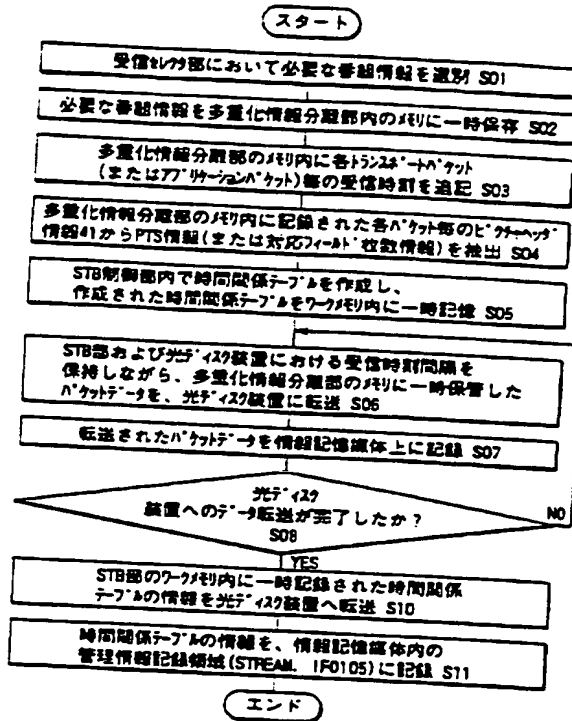 スタート
受信セレクタ部において必要な番組情報を選別 S01
必要な番組情報を多重化情報分離部内のメモリに一時保存 S02
多重化情報分離部のメモリ内に各トランスポートパケット
(またはアプリケーションパケット)毎の受信時刻を追記 S03
多重化情報分離部のメモリ内に記録された各パケット毎のピクチャヘッダ
情報41からPTS情報(または対応フィールド枚数情報)を抽出 S04
STB制御部内で時間関係テーブルを作成し、
作成された時間関係テーブルをワークメモリ内に一時記憶 S05
STB部および光ディスク装置における受信時刻間隔を
保持しながら、多重化情報分離部のメモリに一時保管した
パケットデータを、光ディスク装置に転送 S06
転送されたパケットデータを情報記憶媒体上に記録 S07
光ディスク
装置へのデータ転送が完了したか?
S08
NO
YES
STB部のワークメモリ内に一時記録された時間関係
テーブルの情報を光ディスク装置へ転送 S10
時間関係テーブルの情報を、情報記憶媒体内の
管理情報記録領域(STREAM. IF0105)に記録 S11
エンド